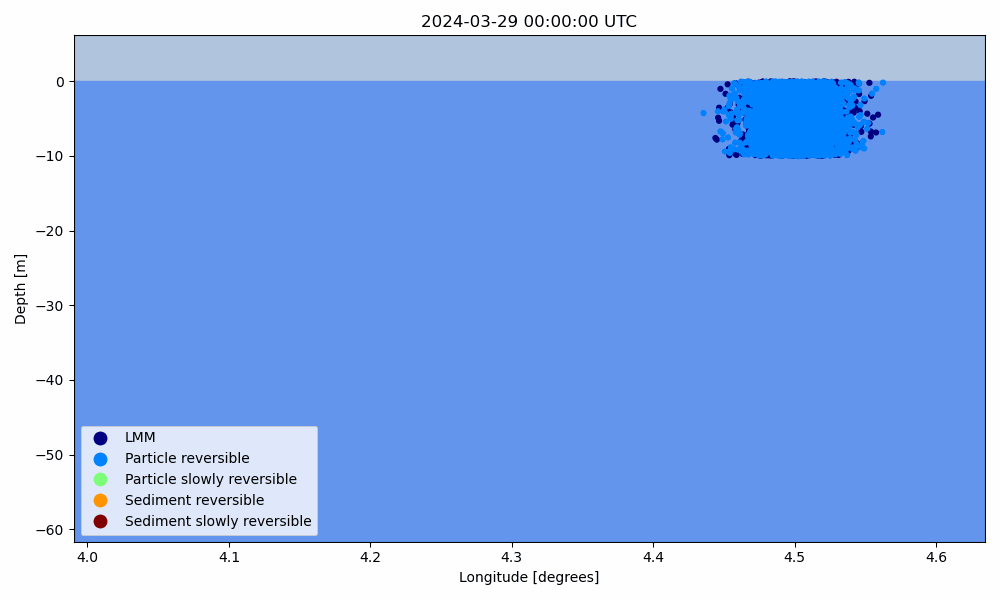 2024-03-29 00:00:00 UTC
0
−10
−20
−30
−40
−50
−60
Depth [m]
LMM
Particle reversible
Particle slowly reversible
Sediment reversible
Sediment slowly reversible
4.0 4.1 4.2 4.3 4.4 4.5 4.6
Longitude [degrees]